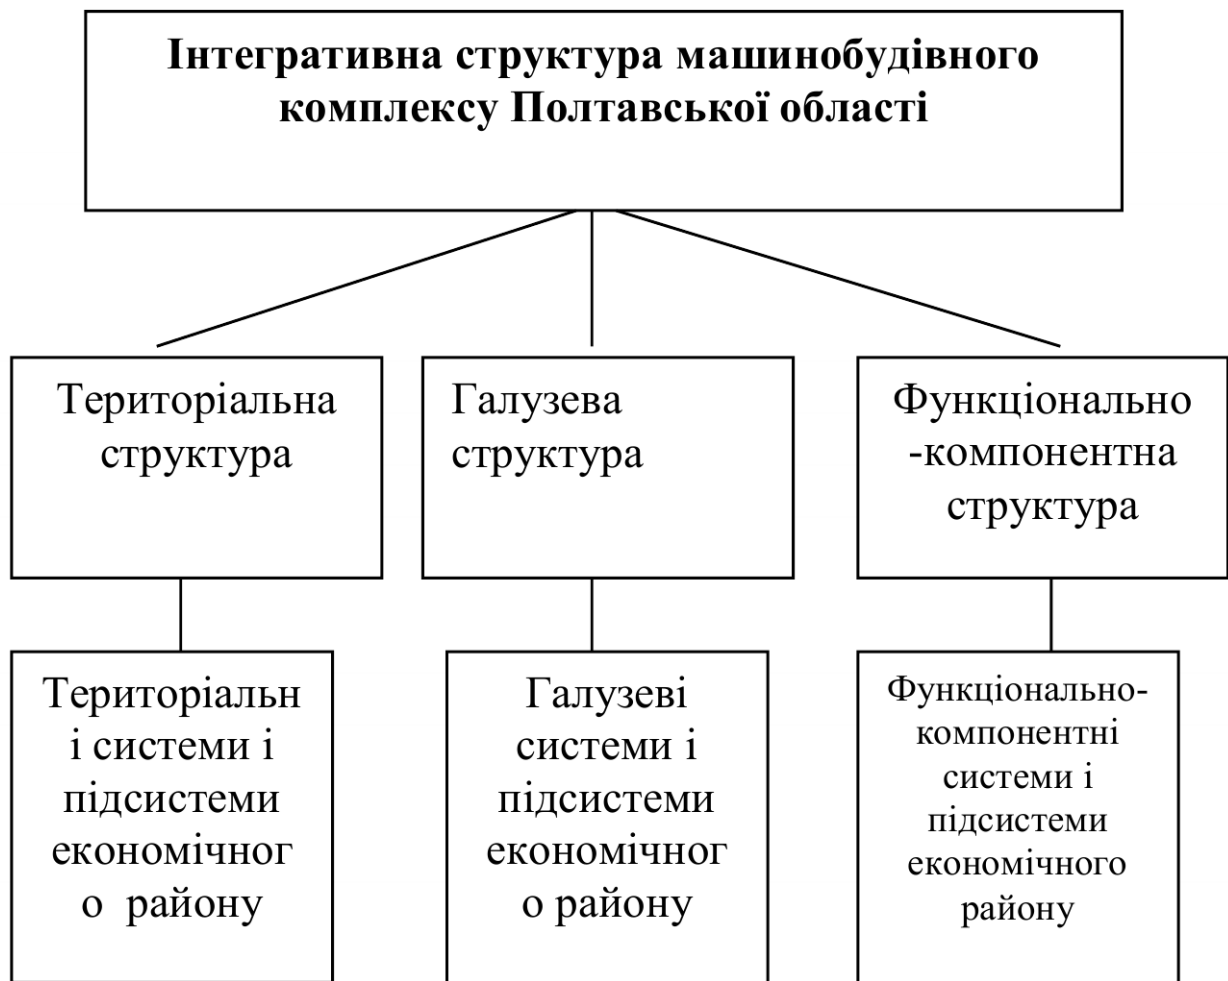 Інтегративна структура машинобудівного
комплексу Полтавської області
Територіальна
структура
Галузева
структура
Функціонально
-компонентна
структура
Територіальн
і системи і
підсистеми
економічног
о району
Галузеві
системи і
підсистеми
економічног
о району
Функціонально-
компонентні
системи і
підсистеми
економічного
району